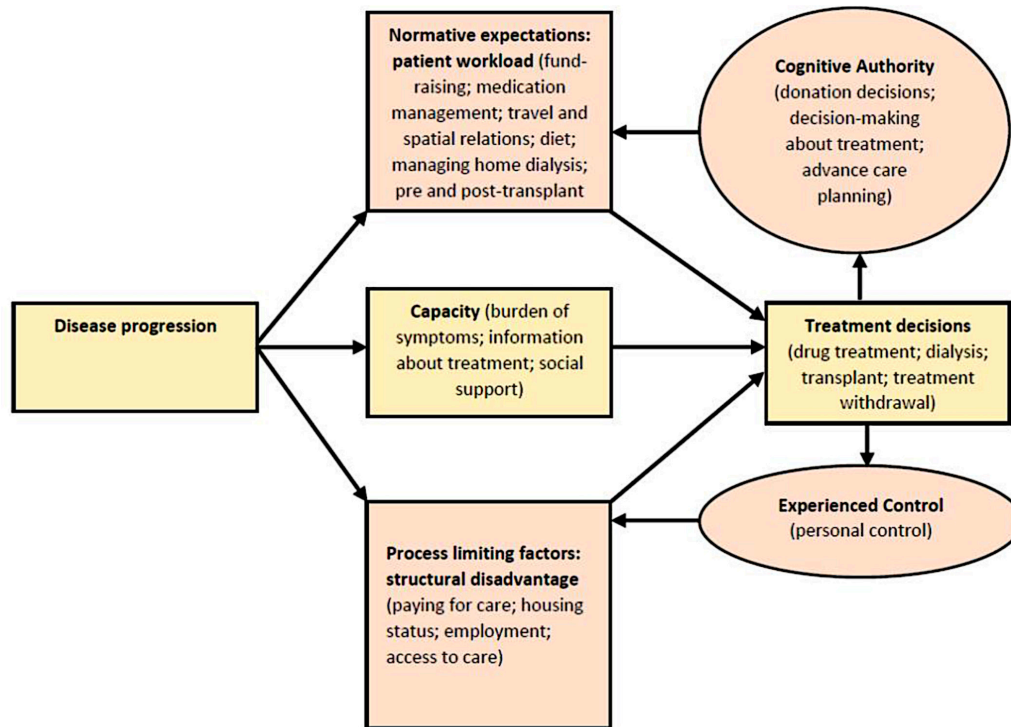 Normative expectations:
patient workload (fund-
raising; medication
management; travel and
spatial relations; diet;
managing home dialysis;
pre and post-transplant
Cognitive Authority
(donation decisions;
decision-making
about treatment;
advance care
planning)
Disease progression
Capacity (burden of
symptoms; information
about treatment; social
support)
Treatment decisions
(drug treatment; dialysis;
transplant; treatment
withdrawal)
Experienced Control
(personal control)
Process limiting factors:
structural disadvantage
(paying for care; housing
status; employment;
access to care)